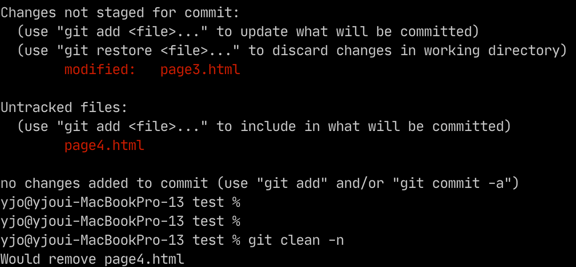 Changes not staged for commit:
  (use "git add <file>..." to update what will be committed)
  (use "git restore <file>..." to discard changes in working directory)
        modified:   page3.html

Untracked files:
  (use "git add <file>..." to include in what will be committed)
        page4.html

no changes added to commit (use "git add" and/or "git commit -a")
yjo@yjoui-MacBookPro-13 test %
yjo@yjoui-MacBookPro-13 test %
yjo@yjoui-MacBookPro-13 test % git clean -n
Would remove page4.html